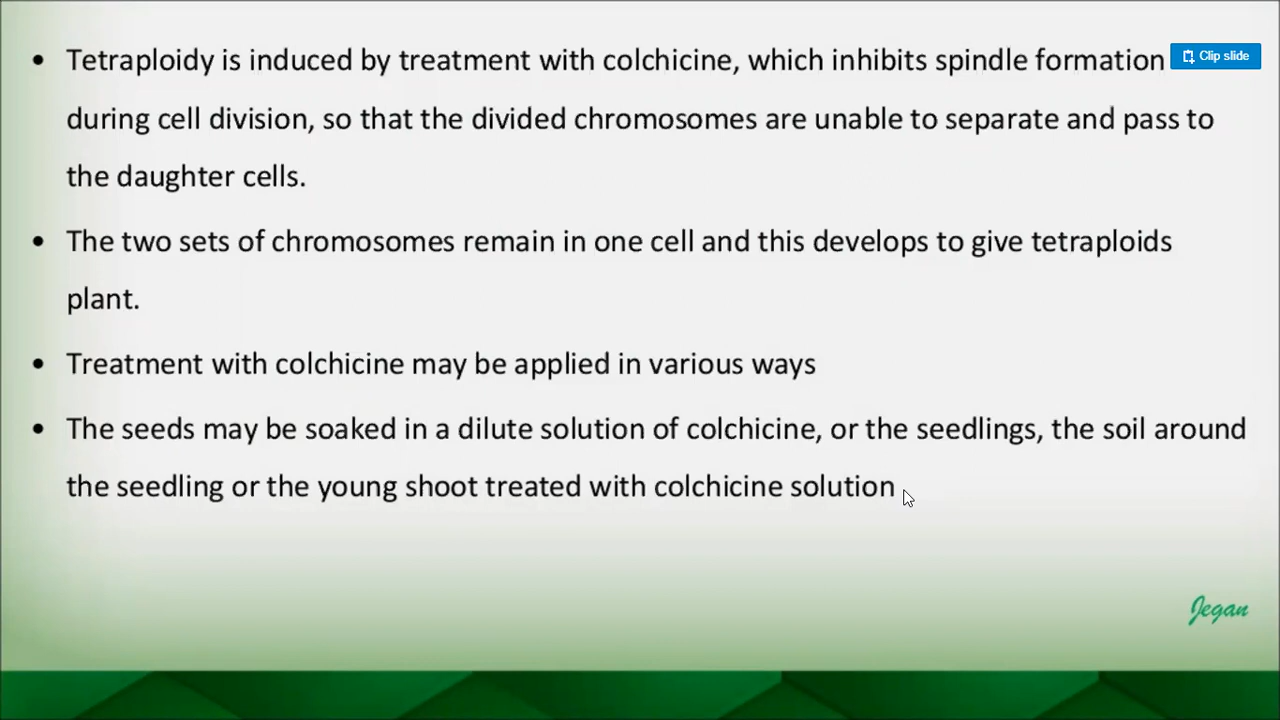 • Tetraploidy is induced by treatment with colchicine, which inhibits spindle formation
Clip slide
during cell division, so that the divided chromosomes are unable to separate and pass to
the daughter cells.
• The two sets of chromosomes remain in one cell and this develops to give tetraploids
plant.
• Treatment with colchicine may be applied in various ways
• The seeds may be soaked in a dilute solution of colchicine, or the seedlings, the soil around
the seedling or the young shoot treated with colchicine solution
Jegan